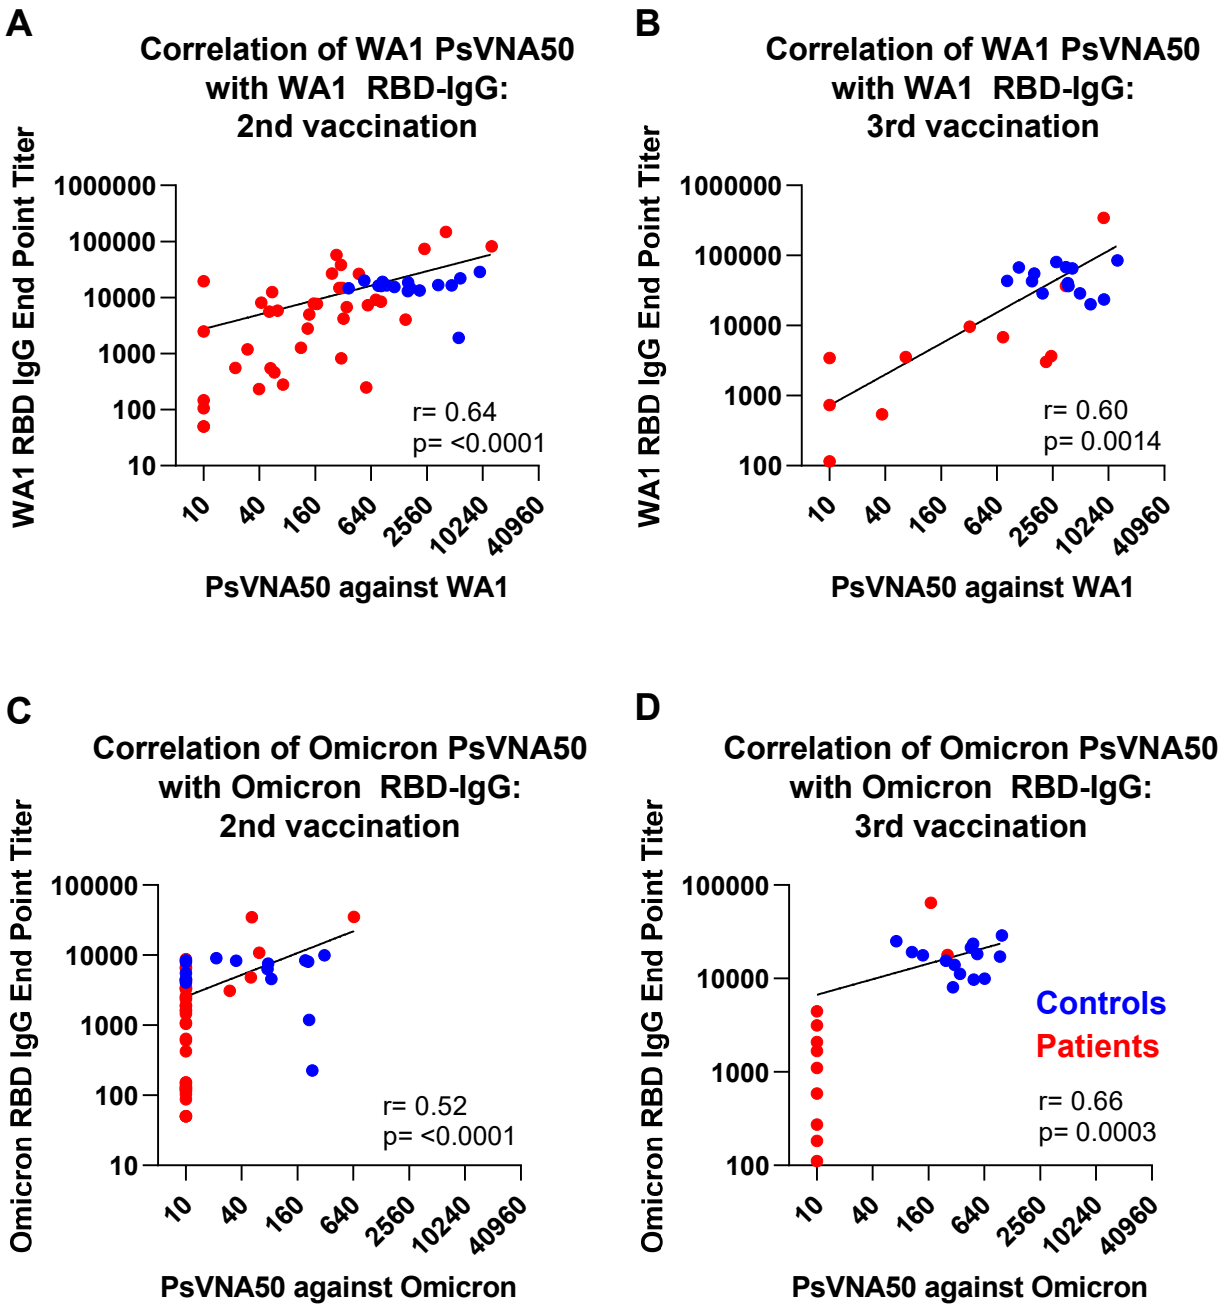 A
Correlation of WA1 PsVNA50
with WA1 RBD-IgG:
2nd vaccination
WA1 RBD IgG End Point Titer
1000000
100000
10000
1000
100
10
r= 0.64
p= <0.0001
10
40
160
640
2560
10240
40960
PsVNA50 against WA1
B
Correlation of WA1 PsVNA50
with WA1 RBD-IgG:
3rd vaccination
WA1 RBD IgG End Point Titer
1000000
100000
10000
1000
100
r= 0.60
p= 0.0014
10
40
160
640
2560
10240
40960
PsVNA50 against WA1
C
Correlation of Omicron PsVNA50
with Omicron RBD-IgG:
2nd vaccination
Omicron RBD IgG End Point Titer
100000
10000
1000
100
10
r= 0.52
p= <0.0001
10
40
160
640
2560
10240
40960
PsVNA50 against Omicron
D
Correlation of Omicron PsVNA50
with Omicron RBD-IgG:
3rd vaccination
Omicron RBD IgG End Point Titer
100000
10000
1000
100
Controls
Patients
r= 0.66
p= 0.0003
10
40
160
640
2560
10240
40960
PsVNA50 against Omicron